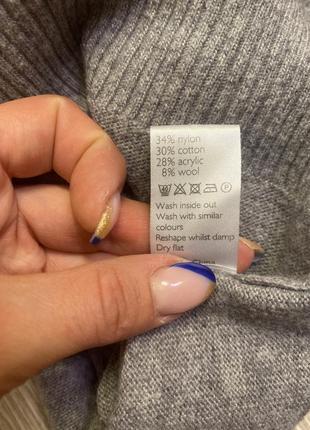 34% nylon
30% cotton
28% acrylic
8% wool
Wash inside out
Wash with similar
colours
Reshape whilst damp
Dry flat